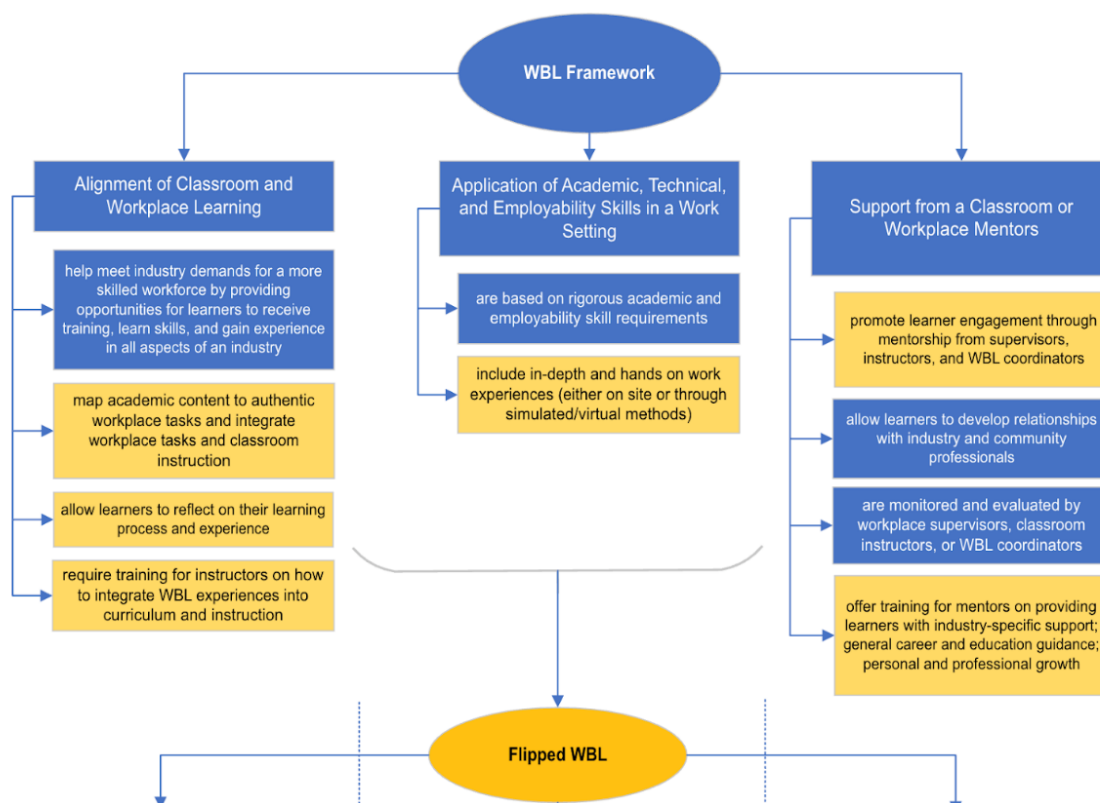 WBL Framework
Alignment of Classroom and
Workplace Learning
help meet industry demands for a more
skilled workforce by providing
opportunities for learners to receive
training, learn skills, and gain experience
in all aspects of an industry
map academic content to authentic
workplace tasks and integrate
workplace tasks and classroom
instruction
allow learners to reflect on their learning
process and experience
require training for instructors on how
to integrate WBL experiences into
curriculum and instruction
Application of Academic, Technical,
and Employability Skills in a Work
Setting
are based on rigorous academic and
employability skill requirements
include in-depth and hands on work
experiences (either on site or through
simulated/virtual methods)
Support from a Classroom or
Workplace Mentors
promote learner engagement through
mentorship from supervisors,
instructors, and WBL coordinators
allow learners to develop relationships
with industry and community
professionals
are monitored and evaluated by
workplace supervisors, classroom
instructors, or WBL coordinators
offer training for mentors on providing
learners with industry-specific support;
general career and education guidance;
personal and professional growth
Flipped WBL